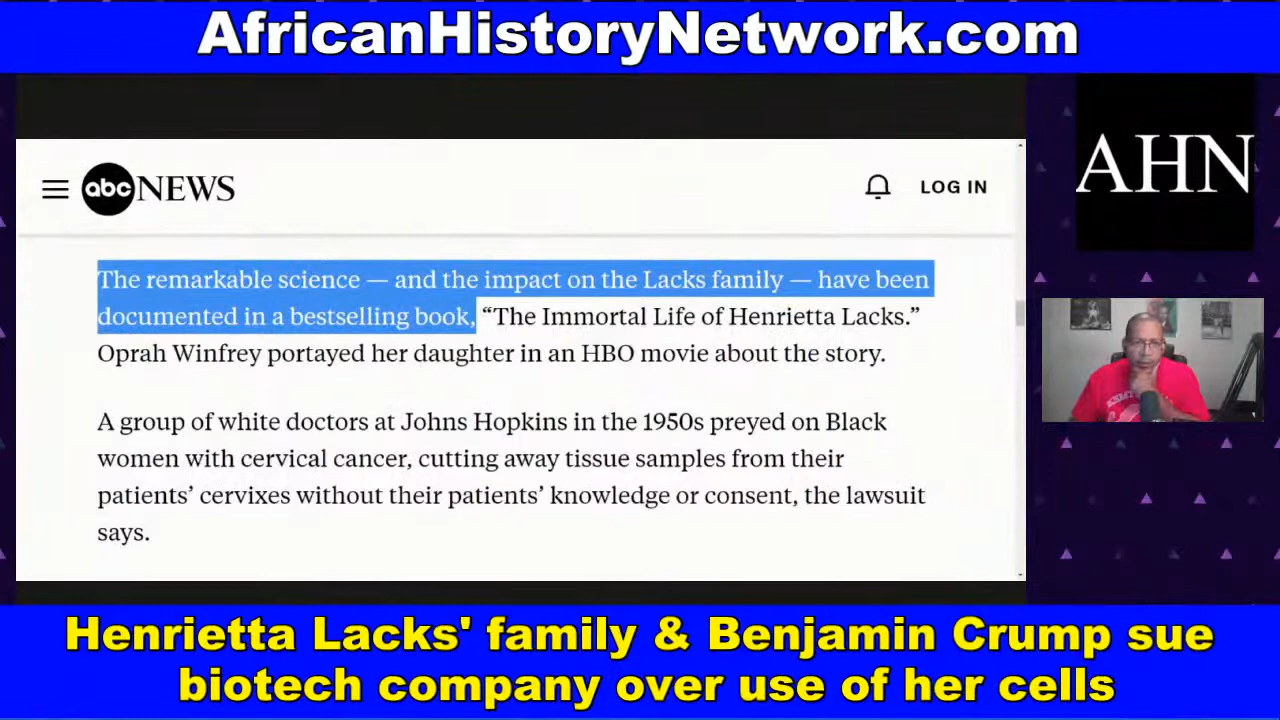 AfricanHistoryNetwork.com
abc NEWS
LOG IN
AHN
The remarkable science — and the impact on the Lacks family — have been
documented in a bestselling book, “The Immortal Life of Henrietta Lacks.”
Oprah Winfrey portayed her daughter in an HBO movie about the story.
A group of white doctors at Johns Hopkins in the 1950s preyed on Black
women with cervical cancer, cutting away tissue samples from their
patients’ cervixes without their patients’ knowledge or consent, the lawsuit
says.
Henrietta Lacks' family & Benjamin Crump sue
biotech company over use of her cells